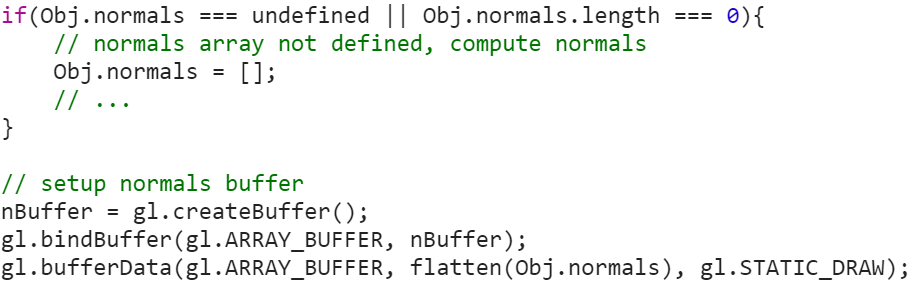 if(Obj.normals === undefined || Obj.normals.length === 0){
    // normals array not defined, compute normals
    Obj.normals = [];
    // ...
}

// setup normals buffer
nBuffer = gl.createBuffer();
gl.bindBuffer(gl.ARRAY_BUFFER, nBuffer);
gl.bufferData(gl.ARRAY_BUFFER, flatten(Obj.normals), gl.STATIC_DRAW);